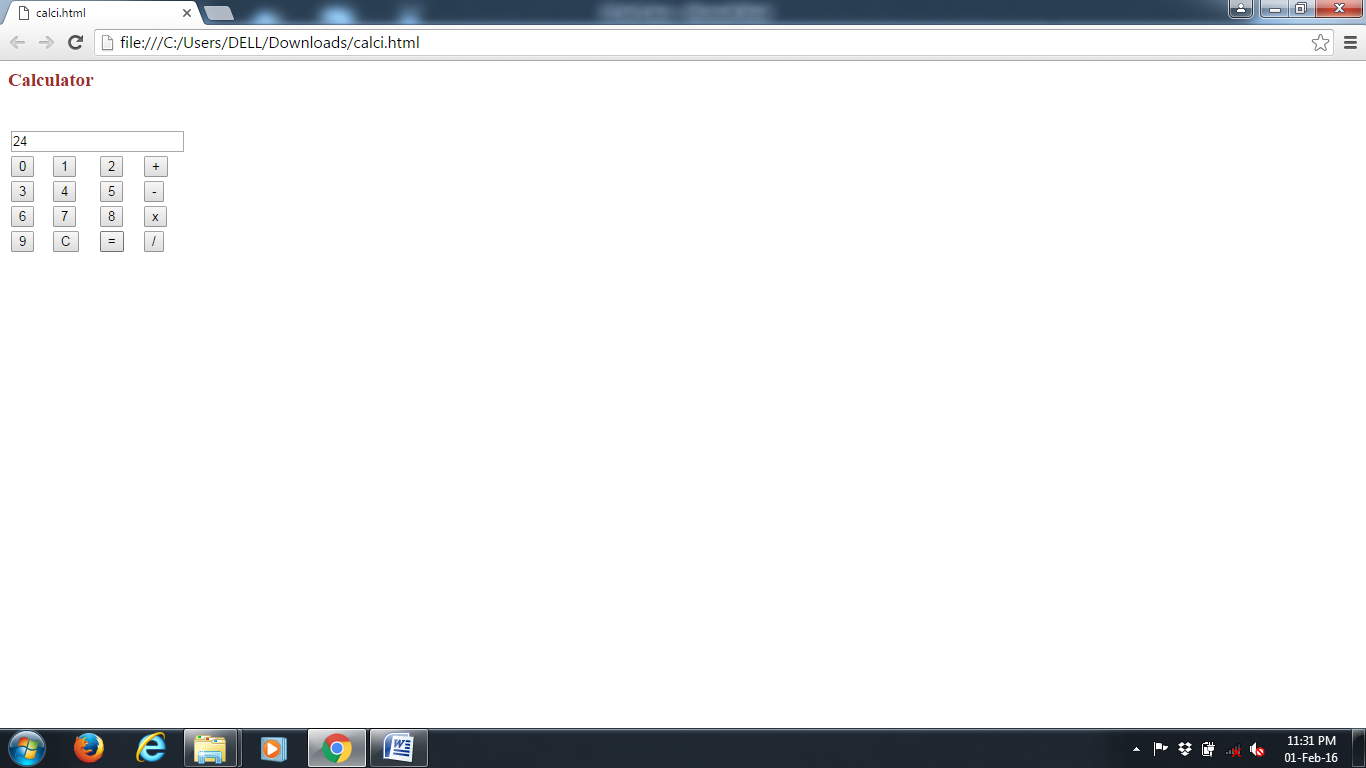 calci.html
file:///C:/Users/DELL/Downloads/calci.html
Calculator
24
0 1 2 +
3 4 5 -
6 7 8 x
9 C = /
11:31 PM
01-Feb-16